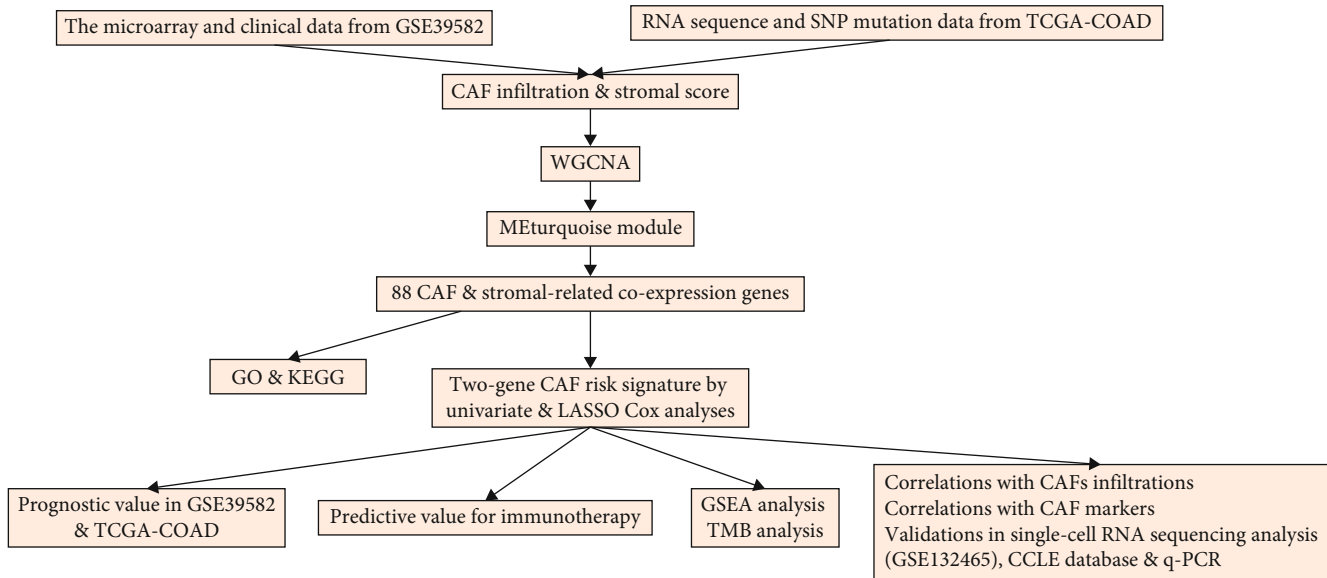 The microarray and clinical data from GSE39582
RNA sequence and SNP mutation data from TCGA-COAD
CAF infiltration & stromal score
WGCNA
MEturquoise module
88 CAF & stromal-related co-expression genes
GO & KEGG
Two-gene CAF risk signature by
univariate & LASSO Cox analyses
Prognostic value in GSE39582
& TCGA-COAD
Predictive value for immunotherapy
GSEA analysis
TMB analysis
Correlations with CAFs infiltrations
Correlations with CAF markers
Validations in single-cell RNA sequencing analysis
(GSE132465), CCLE database & q-PCR